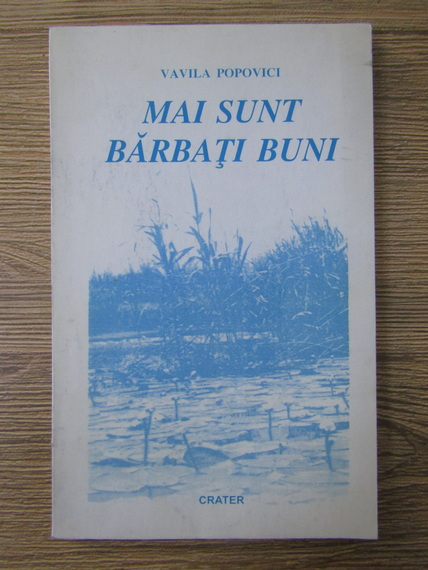 VAVILA POPOVICI
MAI SUNT
BĂRBAŢI BUNI
CRATER